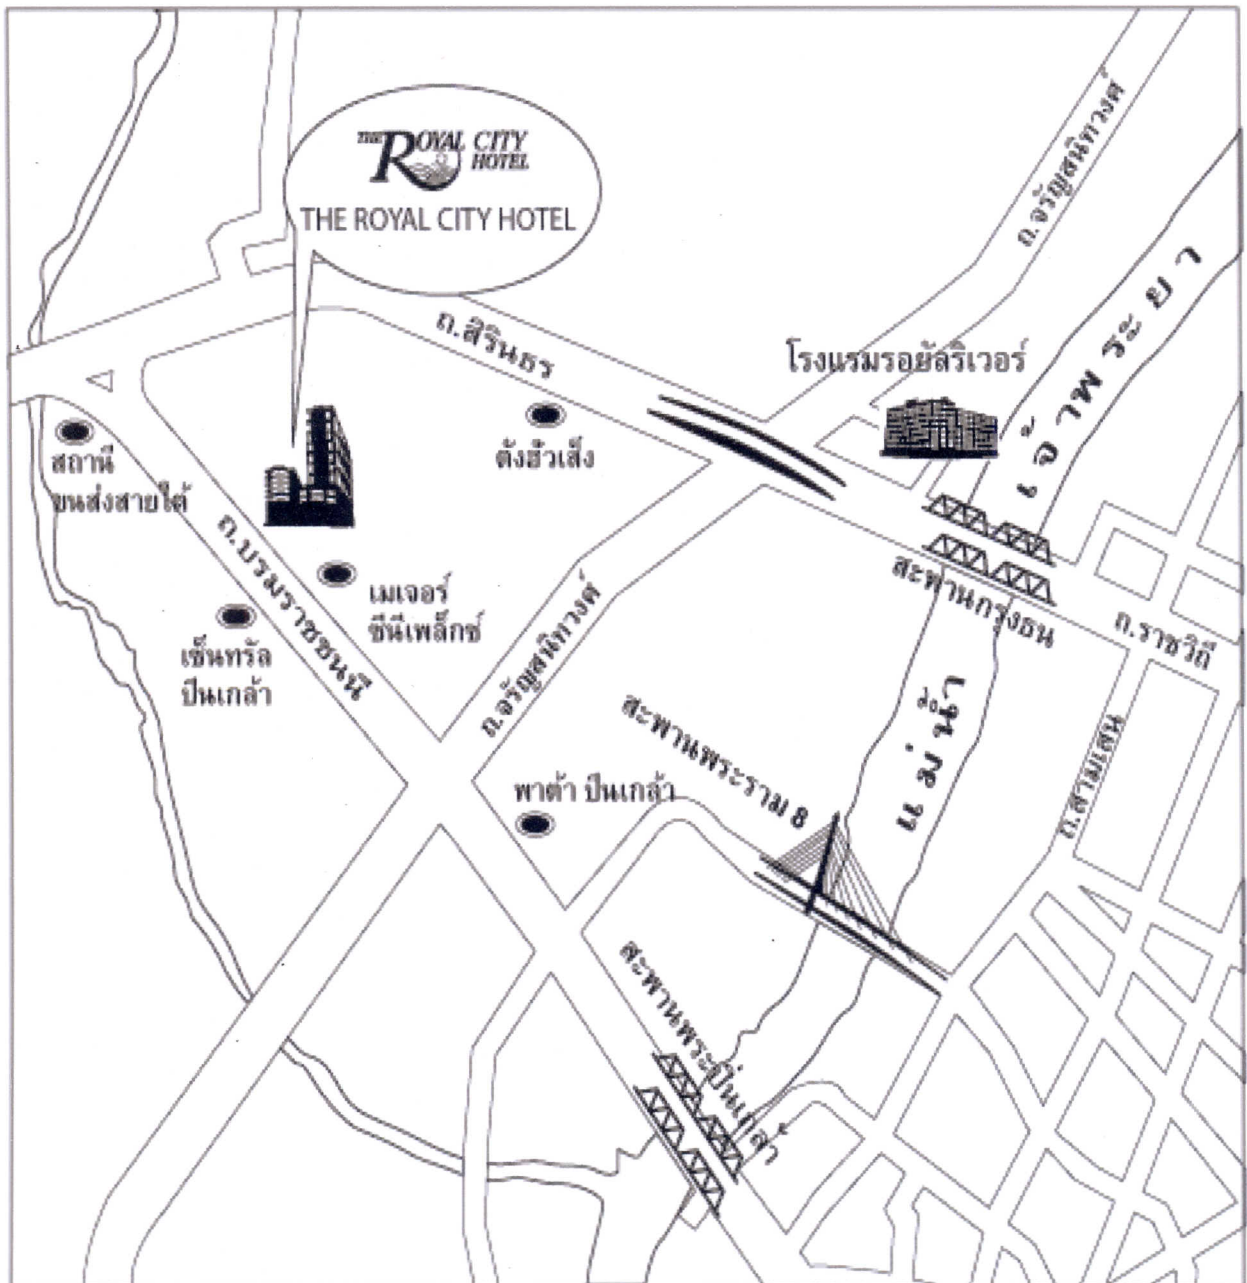 THE ROYAL CITY
HOTEL
THE ROYAL CITY HOTEL
ถ.จรัญสนิทวงศ์
ถ.สิรินธร
โรงแรมรอยัลริเวอร์
แม่น้ำเจ้าพระยา
ตั้งฮั่วเส็ง
สถานี
ขนส่งสายใต้
ถ.บรมราชชนนี
เมเจอร์
ซีนีเพล็กซ์
เซ็นทรัล
ปิ่นเกล้า
ถ.จรัญสนิทวงศ์
สะพานกรุงธน
ถ.ราชวิถี
สะพานพระราม 8
ถ.สามเสน
พาต้า ปิ่นเกล้า
สะพานพระปิ่นเกล้า